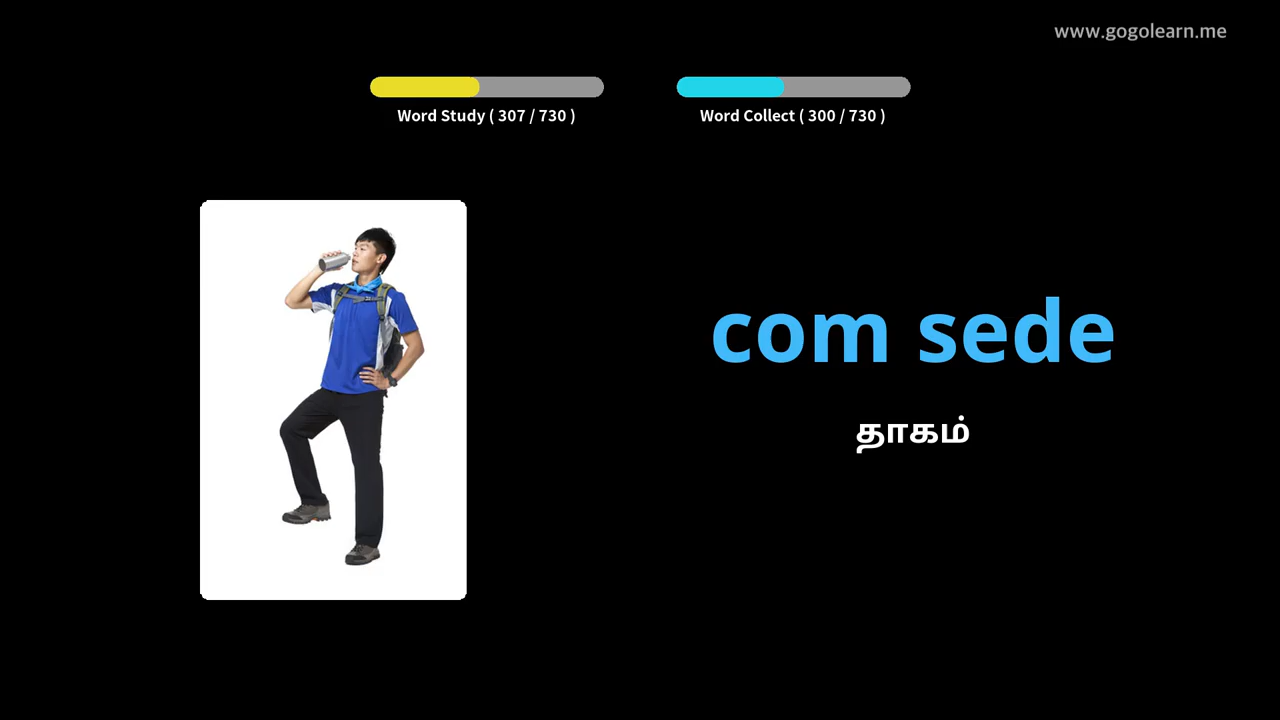 www.gogolearn.me
Word Study ( 307 / 730 )
Word Collect ( 300 / 730 )
com sede
தாகம்